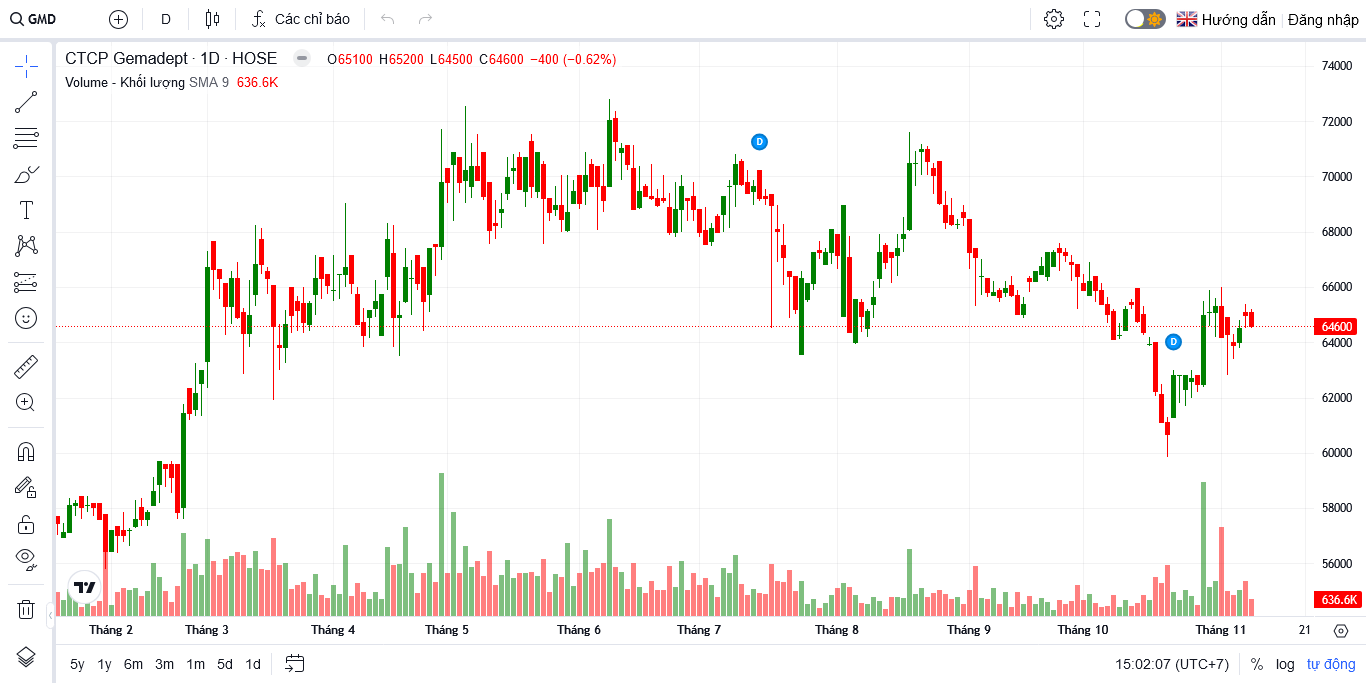 GMD D Các chỉ báo Hướng dẫn Đăng nhập
CTCP Gemadept · 1D · HOSE O65100 H65200 L64500 C64600 −400 (−0.62%)
Volume - Khối lượng SMA 9 636.6K
74000
72000
D
70000
68000
66000
64600
D
64000
62000
60000
58000
56000
636.6K
Tháng 2 Tháng 3 Tháng 4 Tháng 5 Tháng 6 Tháng 7 Tháng 8 Tháng 9 Tháng 10 Tháng 11 21
5y 1y 6m 3m 1m 5d 1d 15:02:07 (UTC+7) % log tự động